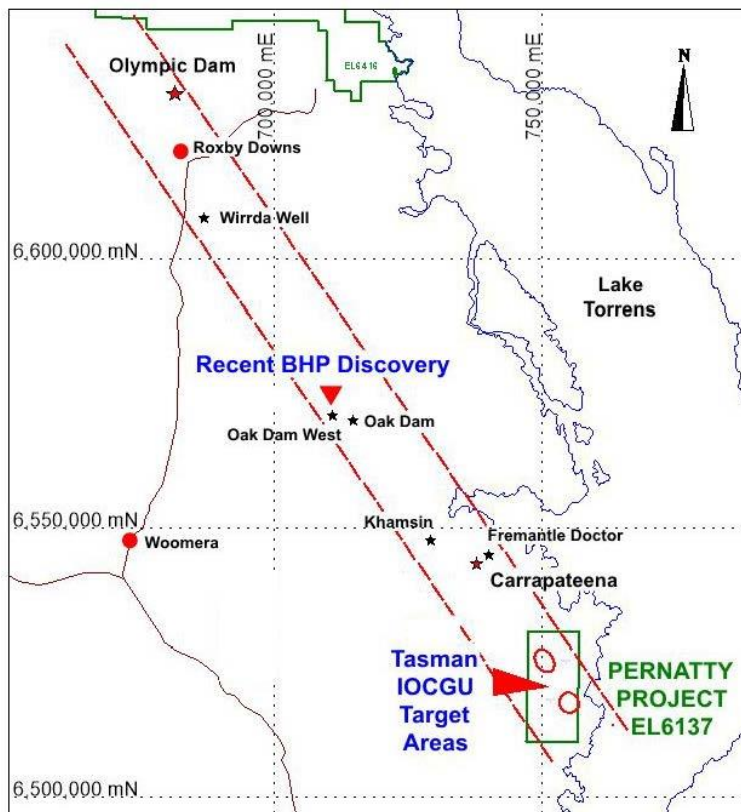 EL6416
Olympic Dam
N
700,000 mE
750,000 mE
Roxby Downs
Wirrda Well
6,600,000 mN
Lake
Torrens
Recent BHP Discovery
Oak Dam West
Oak Dam
6,550,000 mN
Khamsin
Fremantle Doctor
Woomera
Carrapateena
Tasman
IOCGU
Target
Areas
PERNATTY
PROJECT
EL6137
6,500,000 mN